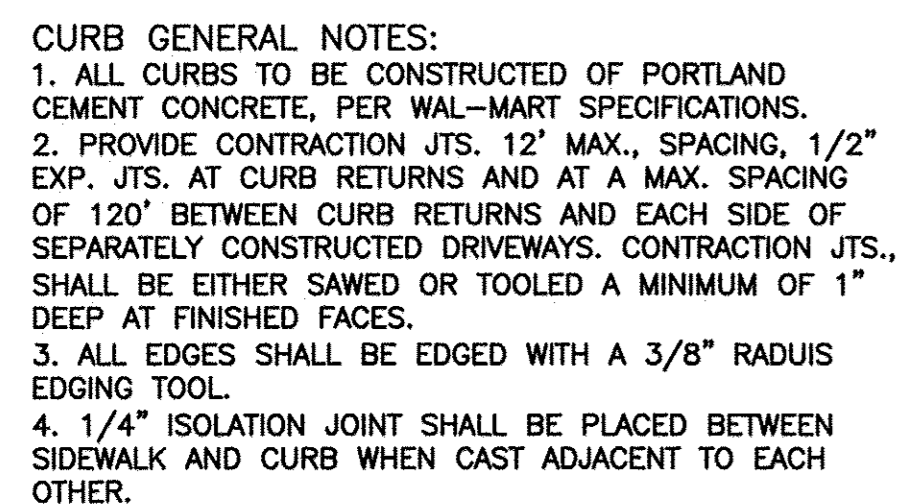 CURB GENERAL NOTES:
1. ALL CURBS TO BE CONSTRUCTED OF PORTLAND
CEMENT CONCRETE, PER WAL-MART SPECIFICATIONS.
2. PROVIDE CONTRACTION JTS. 12' MAX., SPACING, 1/2"
EXP. JTS. AT CURB RETURNS AND AT A MAX. SPACING
OF 120' BETWEEN CURB RETURNS AND EACH SIDE OF
SEPARATELY CONSTRUCTED DRIVEWAYS. CONTRACTION JTS.,
SHALL BE EITHER SAWED OR TOOLED A MINIMUM OF 1"
DEEP AT FINISHED FACES.
3. ALL EDGES SHALL BE EDGED WITH A 3/8" RADUIS
EDGING TOOL.
4. 1/4" ISOLATION JOINT SHALL BE PLACED BETWEEN
SIDEWALK AND CURB WHEN CAST ADJACENT TO EACH
OTHER.